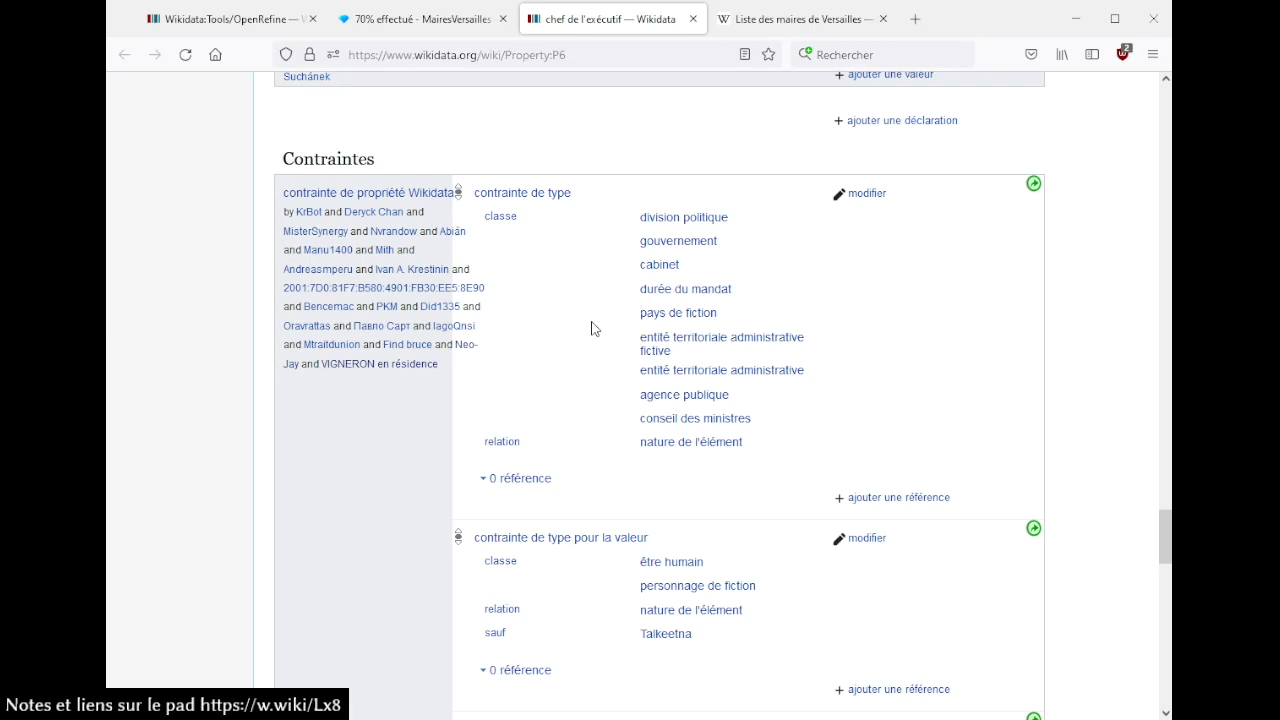 Wikidata:Tools/OpenRefine —
70% effectué - MairesVersailles
chef de l'exécutif — Wikidata
Liste des maires de Versailles —
https://www.wikidata.org/wiki/Property:P6
Rechercher
2
Suchánek
+ ajouter une valeur
+ ajouter une déclaration
Contraintes
contrainte de propriété Wikidata
by KrBot and Deryck Chan and
MisterSynergy and Nvrandow and Abián
and Manu1400 and Mith and
Andreasmperu and Ivan A. Krestinin and
2001:7D0:81F7:B580:4901:FB30:EE5:8E90
and Bencemac and PKM and Did1335 and
Oravrattas and Павло Сарт and IagoQnsi
and Mtraitdunion and Find bruce and Neo-
Jay and VIGNERON en résidence
contrainte de type
modifier
classe
division politique
gouvernement
cabinet
durée du mandat
pays de fiction
entité territoriale administrative
fictive
entité territoriale administrative
agence publique
conseil des ministres
relation
nature de l'élément
0 référence
+ ajouter une référence
contrainte de type pour la valeur
modifier
classe
être humain
personnage de fiction
relation
nature de l'élément
sauf
Talkeetna
0 référence
+ ajouter une référence
Notes et liens sur le pad https://w.wiki/Lx8